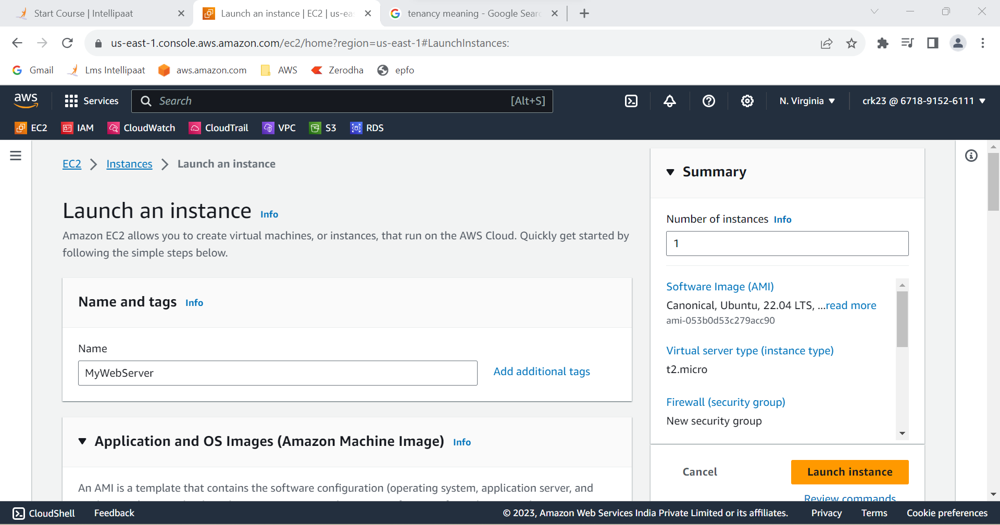 Start Course | Intellipaat
Launch an instance | EC2 | us-ea
tenancy meaning - Google Sear
us-east-1.console.aws.amazon.com/ec2/home?region=us-east-1#LaunchInstances:
Gmail
Lms Intellipaat
aws.amazon.com
AWS
Zerodha
epfo
aws
Services
Search
[Alt+S]
N. Virginia
crk23 @ 6718-9152-6111
EC2
IAM
CloudWatch
CloudTrail
VPC
S3
RDS
EC2
Instances
Launch an instance
Launch an instance Info
Amazon EC2 allows you to create virtual machines, or instances, that run on the AWS Cloud. Quickly get started by
following the simple steps below.
Name and tags Info
Name
MyWebServer
Add additional tags
Application and OS Images (Amazon Machine Image) Info
An AMI is a template that contains the software configuration (operating system, application server, and
Summary
Number of instances Info
1
Software Image (AMI)
Canonical, Ubuntu, 22.04 LTS, ...read more
ami-053b0d53c279acc90
Virtual server type (instance type)
t2.micro
Firewall (security group)
New security group
Cancel
Launch instance
Review commands
CloudShell
Feedback
© 2023, Amazon Web Services India Private Limited or its affiliates.
Privacy
Terms
Cookie preferences